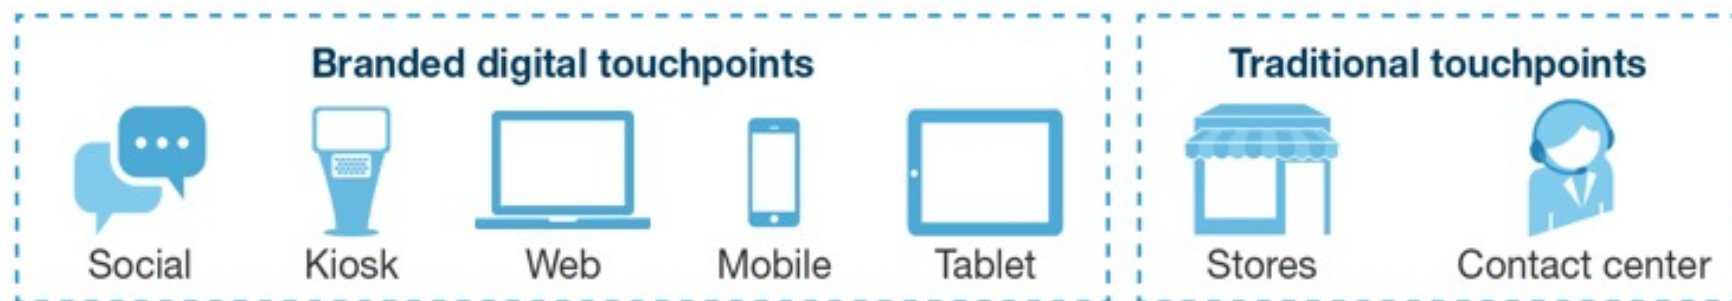 Branded digital touchpoints
Social
Kiosk
Web
Mobile
Tablet
Traditional touchpoints
Stores
Contact center